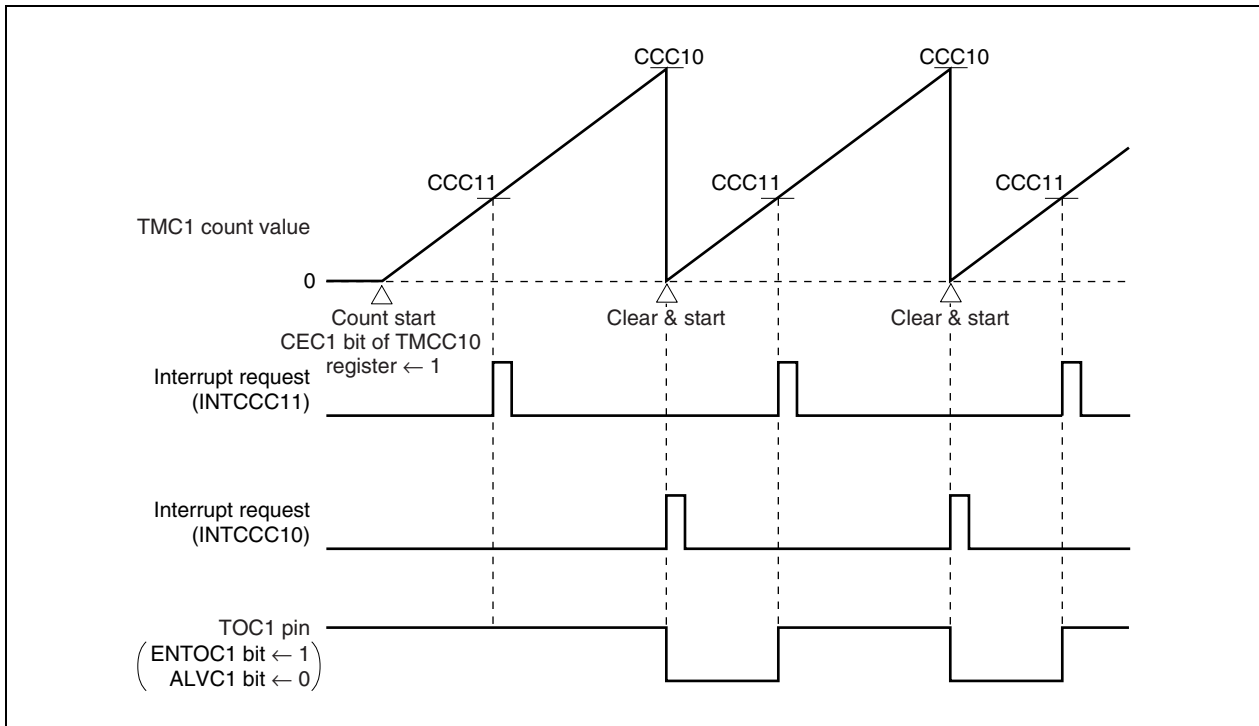 CCC10
CCC10
CCC11
CCC11
CCC11
TMC1 count value
0
Count start
CEC1 bit of TMCC10
register ← 1
Clear & start
Clear & start
Interrupt request
(INTCCC11)
Interrupt request
(INTCCC10)
TOC1 pin
(ENTOC1 bit ← 1
ALVC1 bit ← 0)